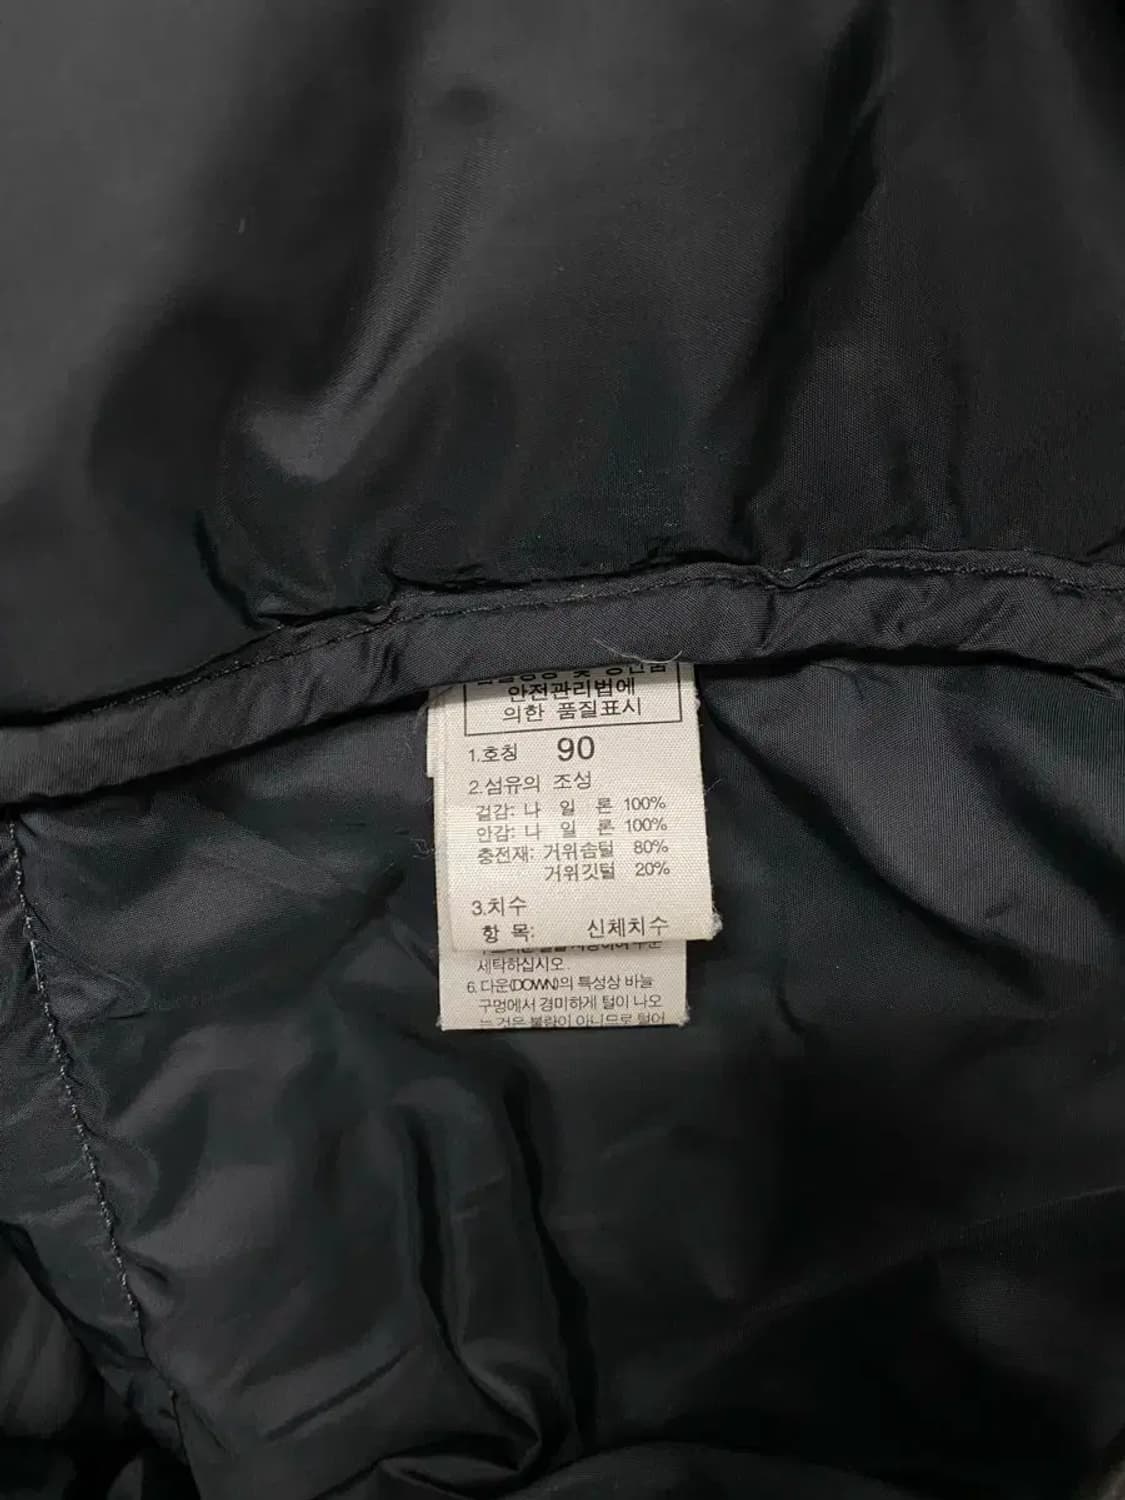 안전관리법에
의한 품질표시
1.호칭 90
2.섬유의 조성
겉감: 나 일 론 100%
안감: 나 일 론 100%
충전재: 거위솜털 80%
거위깃털 20%
3.치수
항 목: 신체치수
세탁하십시오.
6.다운(DOWN)의 특성상 바늘
구멍에서 경미하게 털이 나오
는 것은 불량이 아니므로 털어